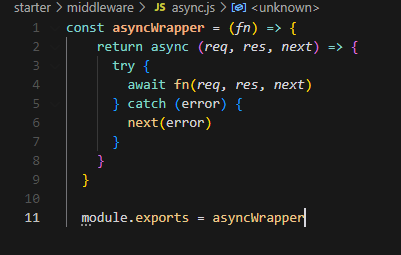 starter > middleware > JS async.js > <unknown>
1 const asyncWrapper = (fn) => {
2 return async (req, res, next) => {
3 try {
4 await fn(req, res, next)
5 } catch (error) {
6 next(error)
7 }
8 }
9 }
10
11 module.exports = asyncWrapper